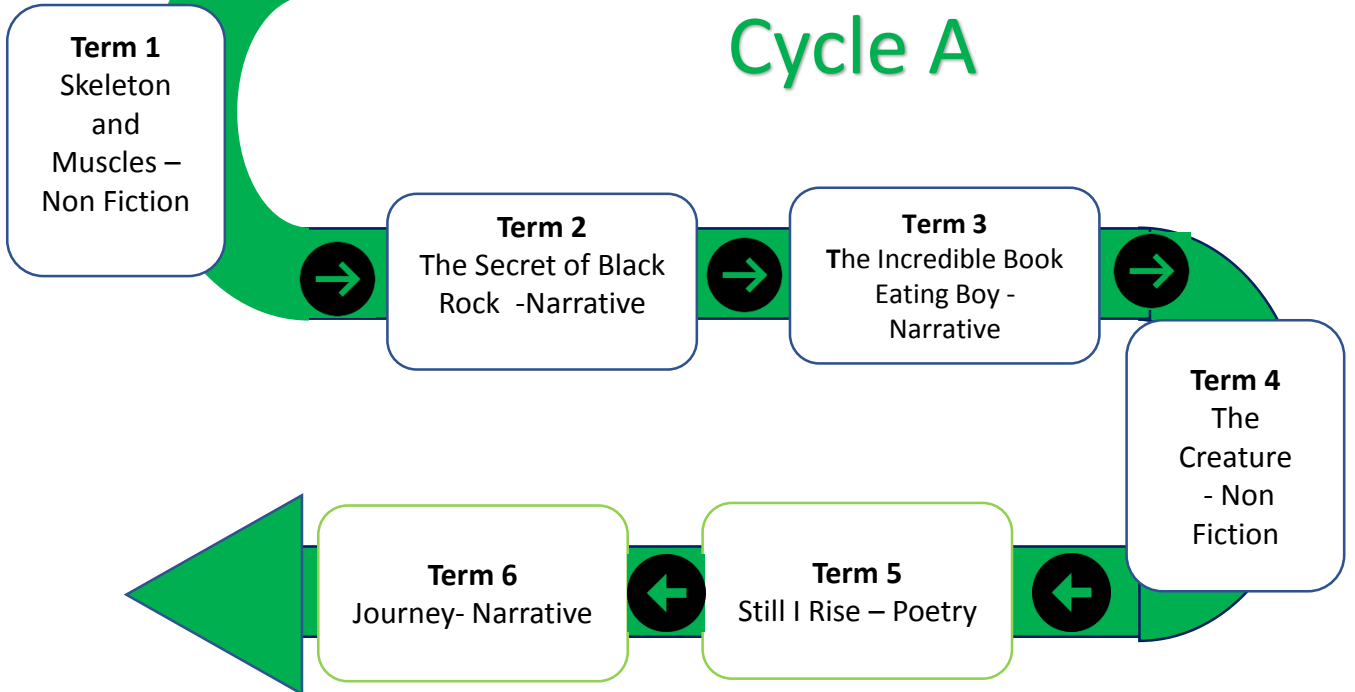 Cycle A
Term 1
Skeleton
and
Muscles –
Non Fiction
Term 2
The Secret of Black
Rock  -Narrative
Term 3
The Incredible Book
Eating Boy -
Narrative
Term 4
The
Creature
- Non
Fiction
Term 5
Still I Rise – Poetry
Term 6
Journey- Narrative